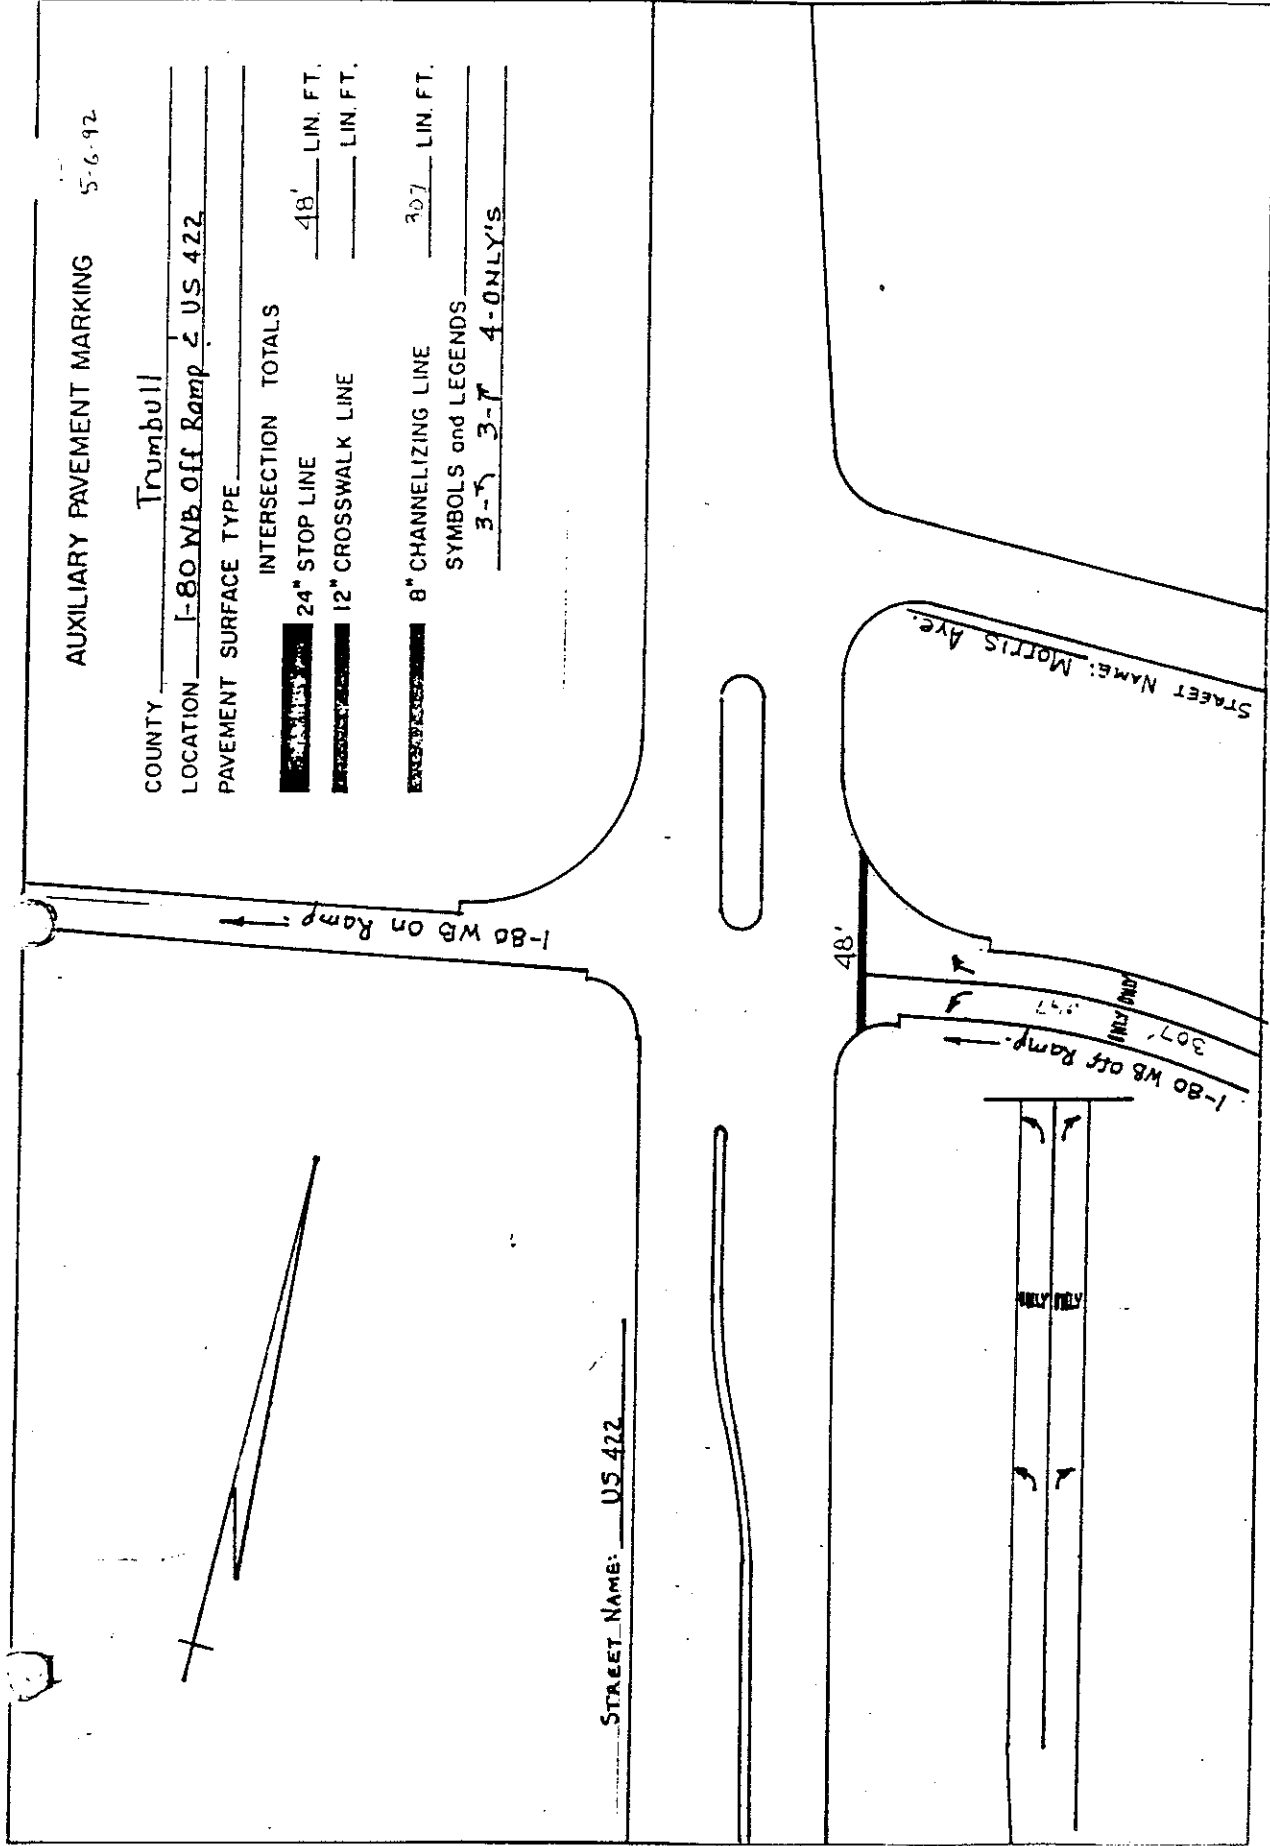 AUXILIARY PAVEMENT MARKING 5-6-92
COUNTY Trumbull
LOCATION I-80 WB Off Ramp & US 422
PAVEMENT SURFACE TYPE
INTERSECTION TOTALS
24" STOP LINE 48' LIN. FT.
12" CROSSWALK LINE LIN. FT.
8" CHANNELIZING LINE 307 LIN. FT.
SYMBOLS and LEGENDS
3- 3- 4-ONLY'S
I-80 WB on Ramp
STREET NAME: US 422
48'
STREET NAME: Morris Ave.
ONLY ONLY
307'
I-80 WB off Ramp
ONLY ONLY